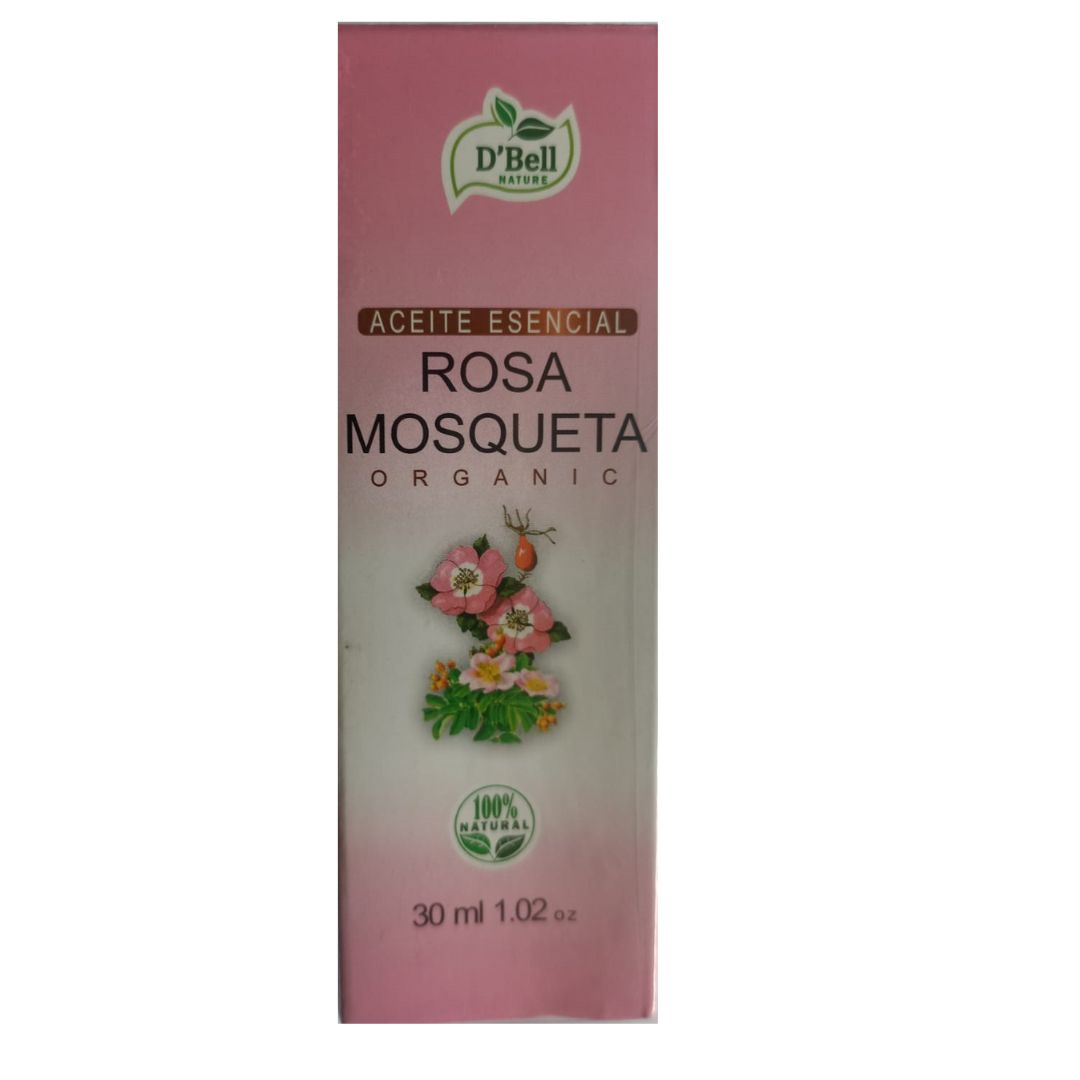 D'Bell
NATURE
ACEITE ESENCIAL
ROSA
MOSQUETA
ORGANIC
100%
NATURAL
30 ml 1.02 oz